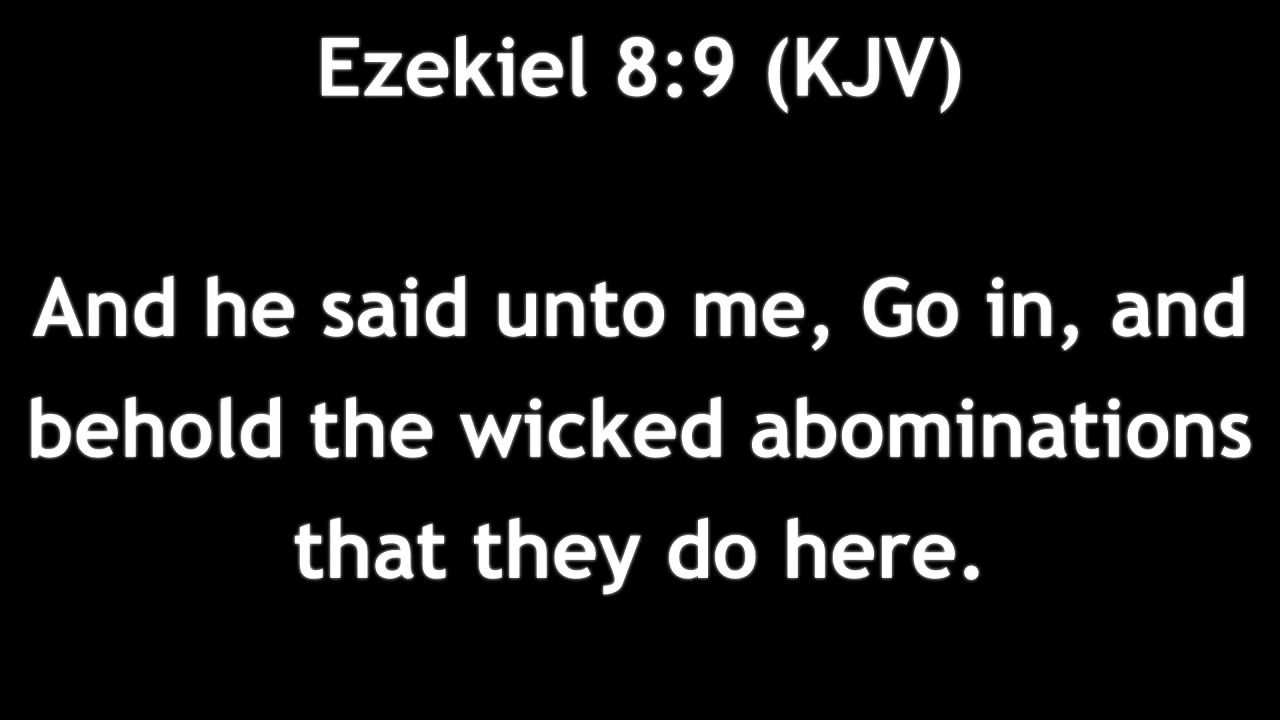 Ezekiel 8:9 (KJV)
And he said unto me, Go in, and
behold the wicked abominations
that they do here.